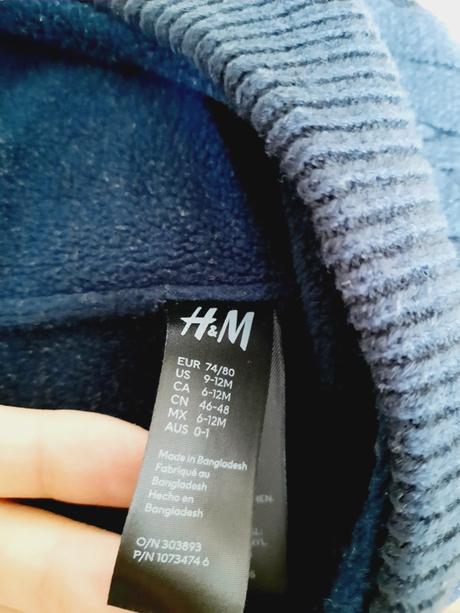 H&M
EUR 74/80
US 9-12M
CA 6-12M
CN 46-48
MX 6-12M
AUS 0-1
Made in Bangladesh
Fabriqué au
Bangladesh
Hecho en
Bangladesh
O/N 303893
P/N 1073474 6